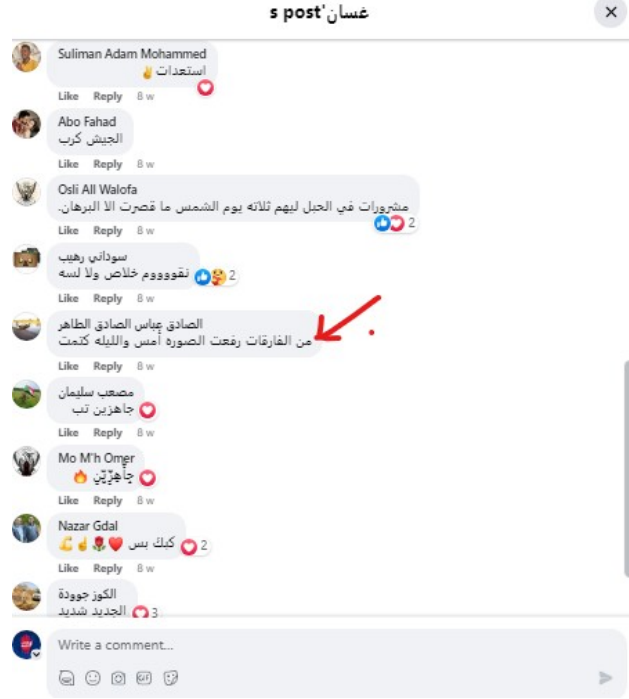 غسان's post
Suliman Adam Mohammed
استعدات✌
Like Reply 8 w
Abo Fahad
الجيش كرب
Like Reply 8 w
Osli All Walofa
مشرورات في الحبل ليهم ثلاثه يوم الشمس ما قصرت الا البرهان.
2
Like Reply 8 w
سوداني رهيب
نقووووم خلاص ولا لسه
2
Like Reply 8 w
الصادق عباس الصادق الطاهر
من الفارقات رفعت الصوره أمس والليله كتمت
Like Reply 8 w
مصعب سليمان
جاهزين تب
Like Reply 8 w
Mo M'h Omer
جاهزين 🔥
Like Reply 8 w
Nazar Gdal
كبك بس ❤️🌹☝️💪
2
Like Reply 8 w
الكوز جوودة
الجديد شديد
3
Write a comment...
GIF